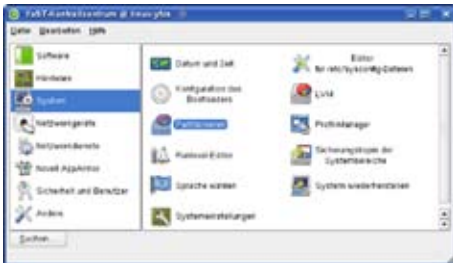 YaST-Kontrollzentrum @
Datei Bearbeiten Hilfe
Software
Hardware
System
Netzwerkgeräte
Netzwerkdienste
Novell AppArmor
Sicherheit und Benutzer
Andere
Suchen
Datum und Zeit
Konfiguration des
Bootloaders
Partitionieren
Runlevel-Editor
Sprache wählen
Systemeinstellungen
Editor
für /etc/sysconfig-Dateien
LVM
Profil-Manager
Sicherungskopie der
Systembereiche
System wiederherstellen